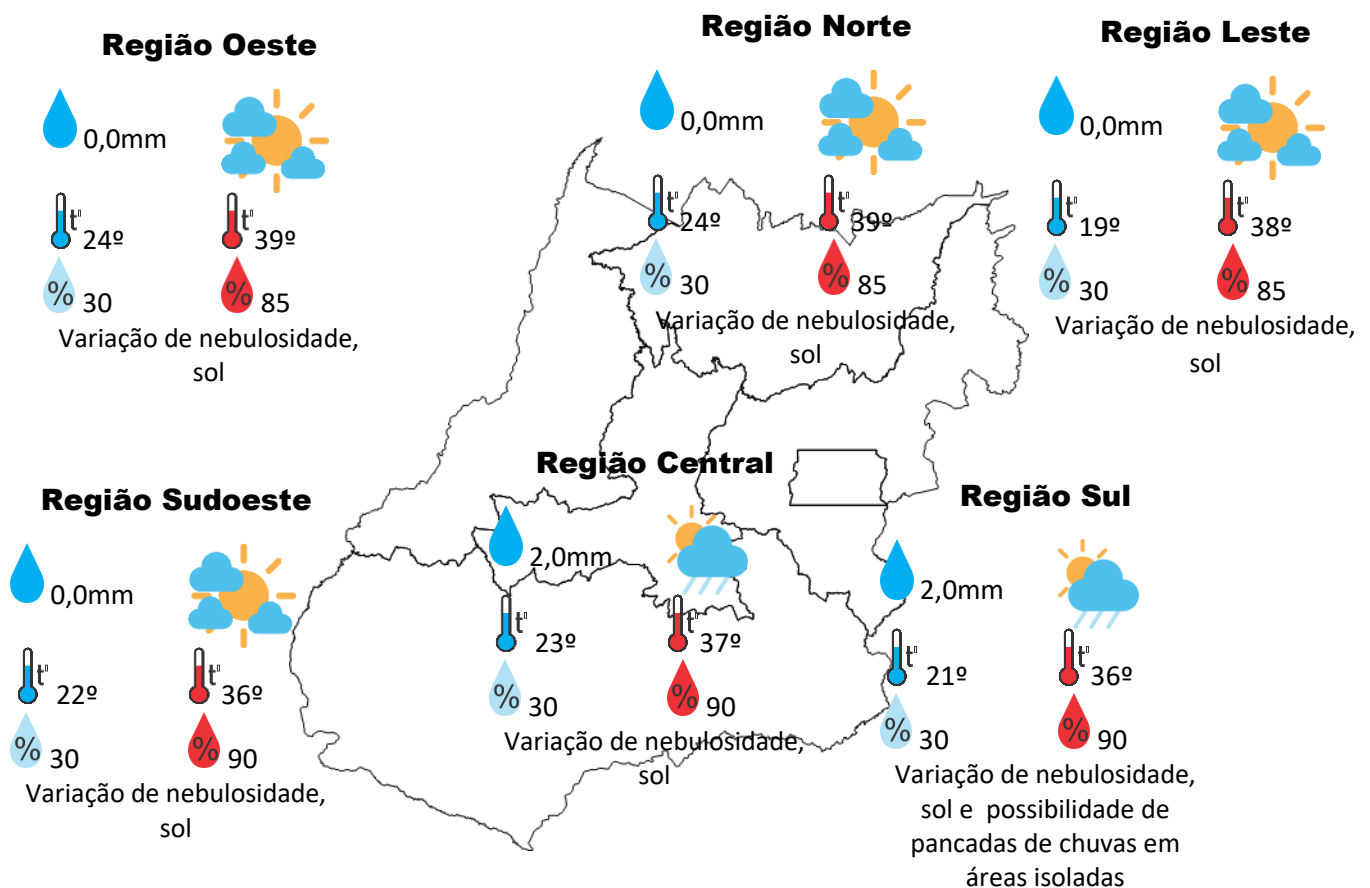 Região Oeste
0,0mm
t°
24º
t°
39º
%
30
%
85
Variação de nebulosidade,
sol
Região Norte
0,0mm
t°
24º
t°
39º
%
30
%
85
Variação de nebulosidade,
sol
Região Leste
0,0mm
t°
19º
t°
38º
%
30
%
85
Variação de nebulosidade,
sol
Região Sudoeste
0,0mm
t°
22º
t°
36º
%
30
%
90
Variação de nebulosidade,
sol
Região Central
2,0mm
t°
23º
t°
37º
%
30
%
90
Variação de nebulosidade,
sol
Região Sul
2,0mm
t°
21º
t°
36º
%
30
%
90
Variação de nebulosidade,
sol e possibilidade de
pancadas de chuvas em
áreas isoladas